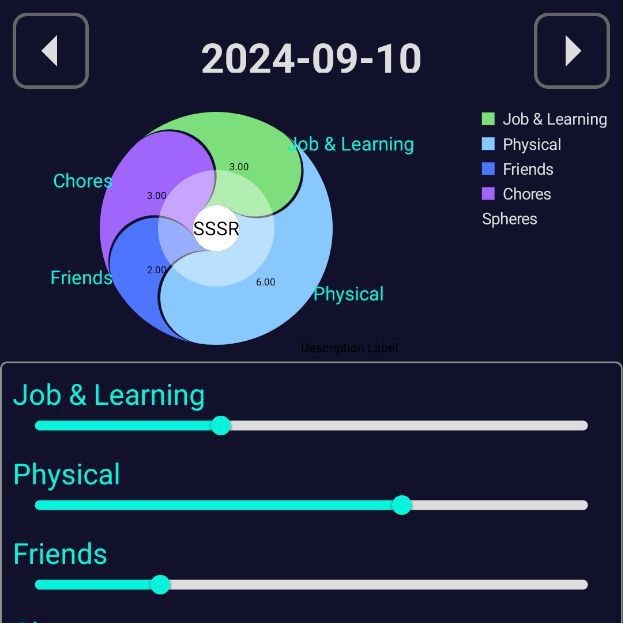 2024-09-10
Job & Learning
3.00
Chores
3.00
SSSR
Friends
2.00
6.00
Physical
Description Label
Job & Learning
Physical
Friends
Chores
Spheres
Job & Learning
Physical
Friends